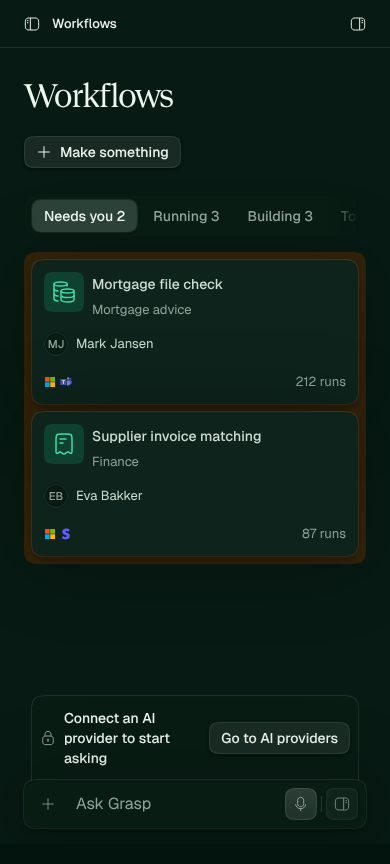 Workflows
Workflows
Make something
Needs you 2
Running 3
Building 3
Mortgage file check
Mortgage advice
MJ
Mark Jansen
212 runs
Supplier invoice matching
Finance
EB
Eva Bakker
S
87 runs
Connect an AI
provider to start
asking
Go to AI providers
Ask Grasp